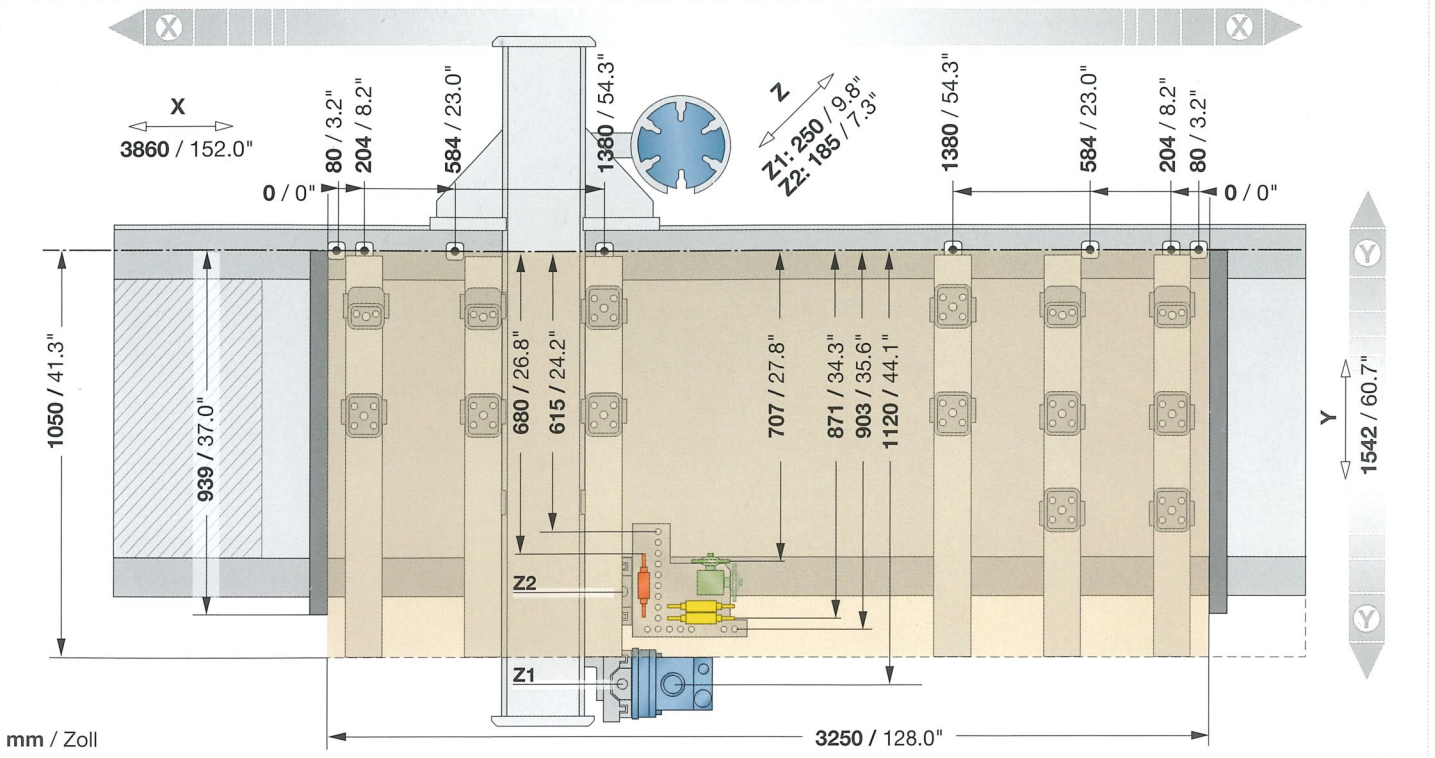 X
X
X
3860 / 152.0"
80 / 3.2"
204 / 8.2"
584 / 23.0"
1380 / 54.3"
Z
Z1: 250 / 9.8"
Z2: 185 / 7.3"
1380 / 54.3"
584 / 23.0"
204 / 8.2"
80 / 3.2"
0 / 0"
0 / 0"
Y
1050 / 41.3"
939 / 37.0"
680 / 26.8"
615 / 24.2"
707 / 27.8"
871 / 34.3"
903 / 35.6"
1120 / 44.1"
Y
1542 / 60.7"
Z2
Y
Z1
mm / Zoll
3250 / 128.0"